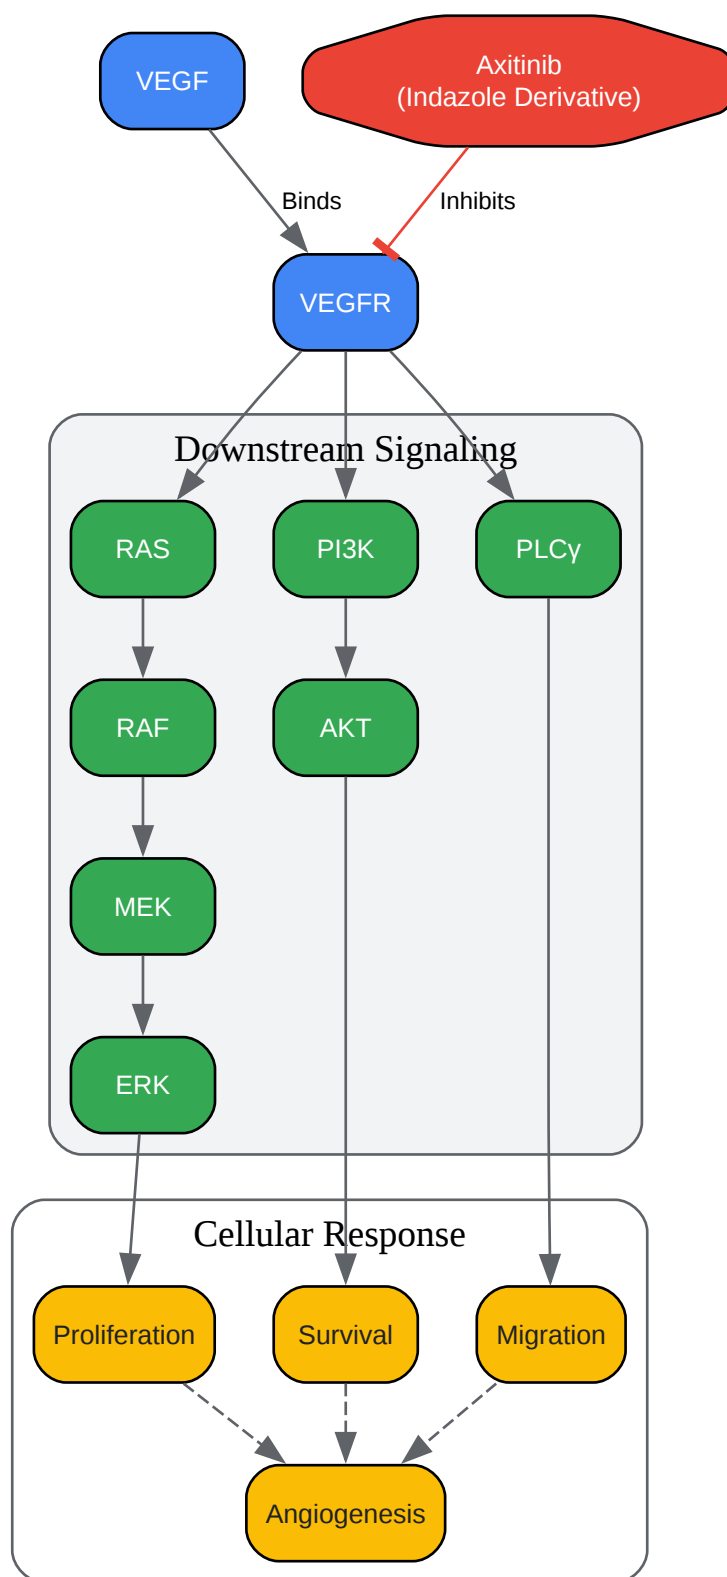 VEGF
Axitinib
(Indazole Derivative)
Binds
Inhibits
VEGFR
Downstream Signaling
RAS
PI3K
PLCγ
RAF
AKT
MEK
ERK
Cellular Response
Proliferation
Survival
Migration
Angiogenesis